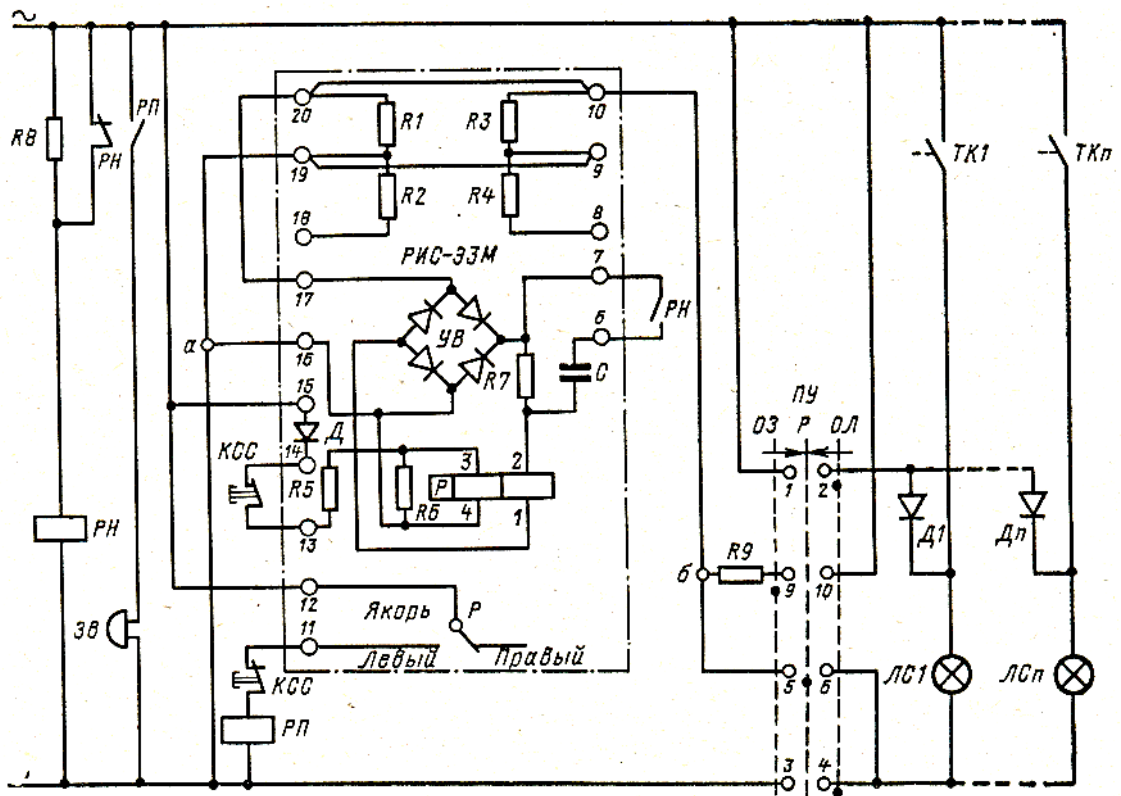 ~
20 R1 R3 10
R8 РН РП
19 9
R2 R4
ТК1 ТКп
18 8
РИС-ЭЗМ
17 7
УВ РН
а 16 6
R7 С
15 ПУ
Д ОЗ Р ОЛ
КСС 14
R5 3 2 1 2
Р R6 4 1
13
РН Д1 Дп
б R9
9 10
12 Якорь Р
ЗВ 11 Левый Правый
КСС 5 6 ЛС1 ЛСп
РП
3 4